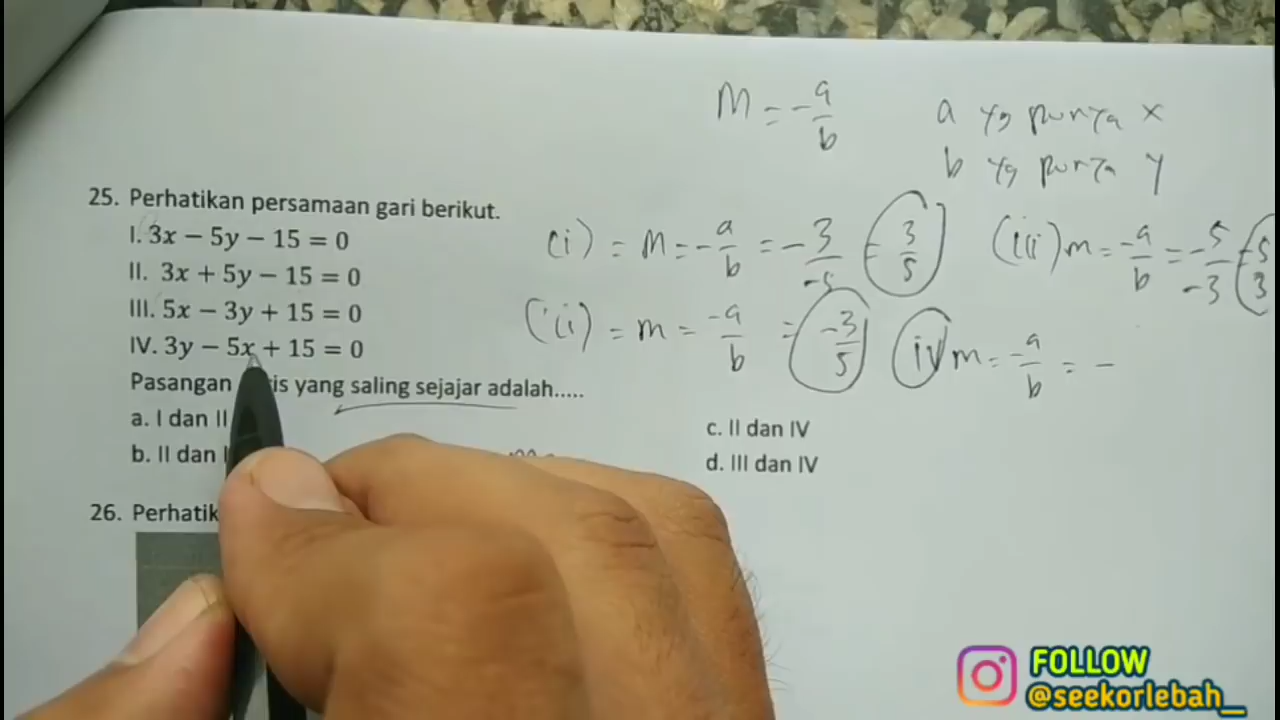 M = -a/b
a yg punya x
b yg punya y
25. Perhatikan persamaan gari berikut.
I. 3x − 5y − 15 = 0
II. 3x + 5y − 15 = 0
III. 5x − 3y + 15 = 0
IV. 3y − 5x + 15 = 0
Pasangan is yang saling sejajar adalah.....
a. I dan II
b. II dan
c. II dan IV
d. III dan IV
(i) = M = -a/b = -3/-5 = 3/5
(ii) = m = -a/b = -3/5
(iii) m = -a/b = -5/-3 = 5/3
iv m = -a/b = -
26. Perhatik
FOLLOW
@seekorlebah_